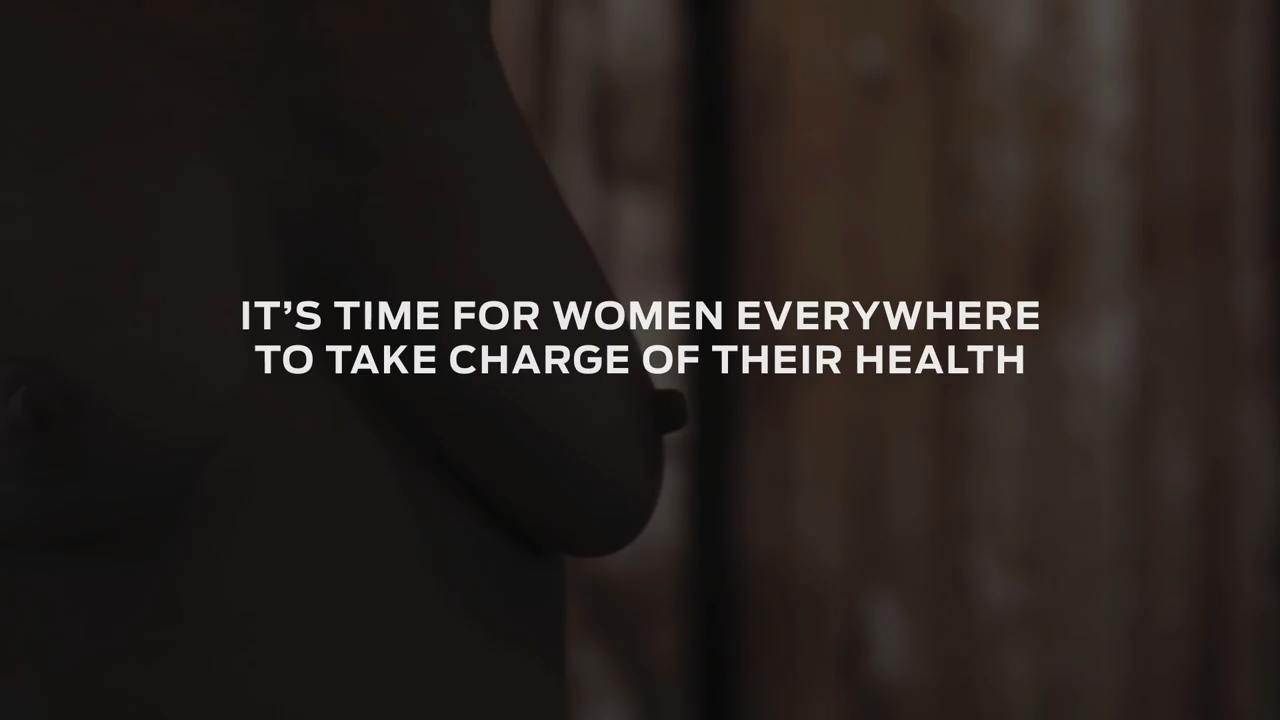 IT’S TIME FOR WOMEN EVERYWHERE
TO TAKE CHARGE OF THEIR HEALTH